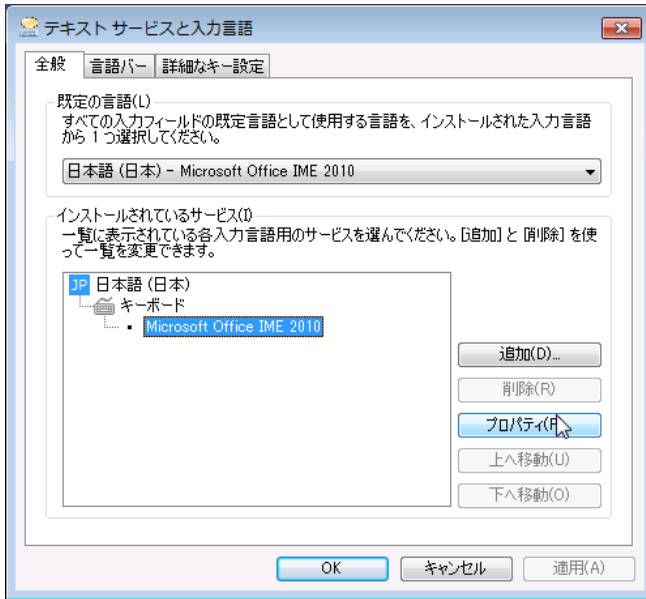 テキスト サービスと入力言語
全般
言語バー
詳細なキー設定
既定の言語(L)
すべての入力フィールドの既定言語として使用する言語を、インストールされた入力言語
から 1 つ選択してください。
日本語 (日本) - Microsoft Office IME 2010
インストールされているサービス(I)
一覧に表示されている各入力言語用のサービスを選んでください。[追加] と [削除] を使
って一覧を変更できます。
JP 日本語 (日本)
キーボード
Microsoft Office IME 2010
追加(D)...
削除(R)
プロパティ(P
上へ移動(U)
下へ移動(O)
OK
キャンセル
適用(A)